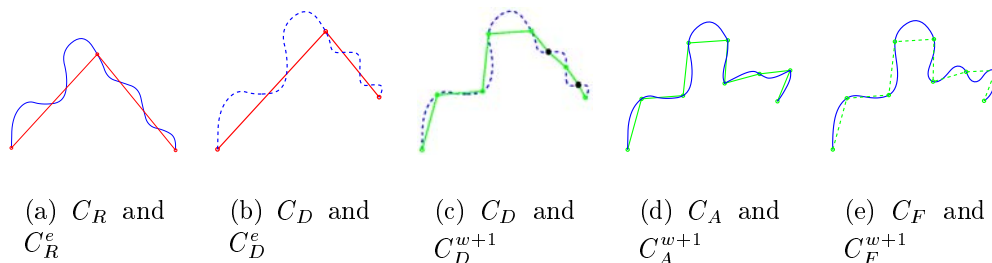 (a) C_R and
C_R^e
(b) C_D and
C_D^e
(c) C_D and
C_D^{w+1}
(d) C_A and
C_A^{w+1}
(e) C_F and
C_F^{w+1}